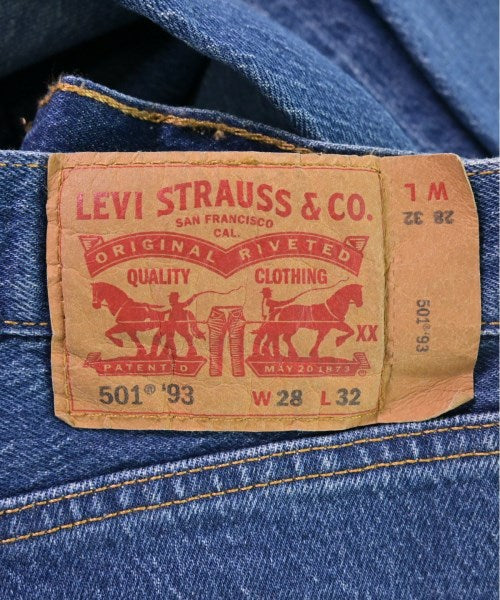 LEVI STRAUSS & CO.
SAN FRANCISCO
CAL.
ORIGINAL RIVETED
QUALITY CLOTHING
XX
PATENTED MAY 20 1873
501® '93 W 28 L 32
W L
28 32
501® '93